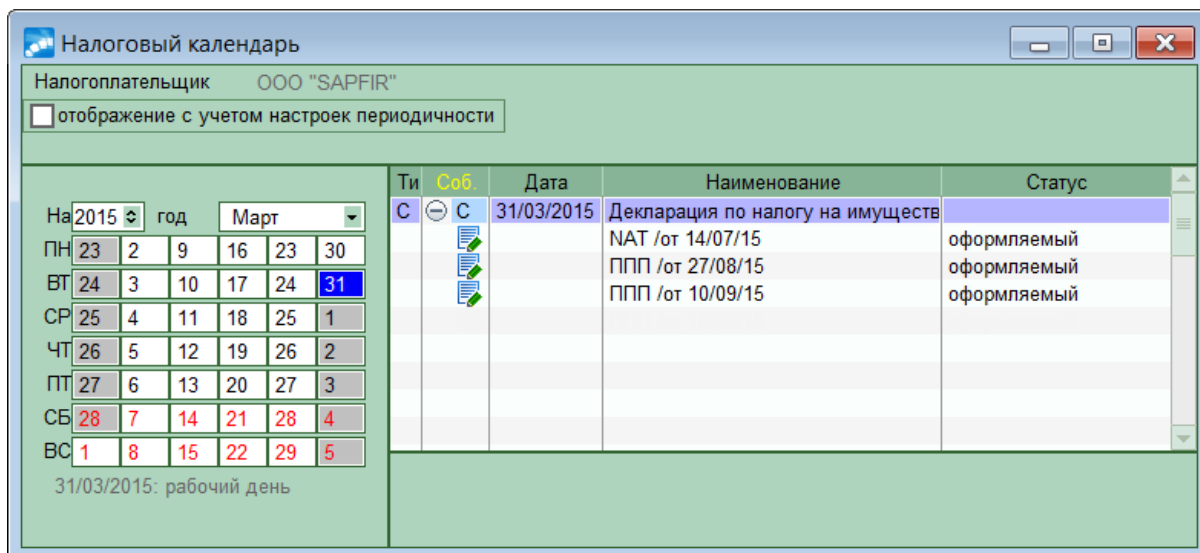 Налоговый календарь
Налогоплательщик ООО "SAPFIR"
отображение с учетом настроек периодичности
Ти Соб. Дата Наименование Статус
С С 31/03/2015 Декларация по налогу на имуществ
NAT /от 14/07/15 оформляемый
ППП /от 27/08/15 оформляемый
ППП /от 10/09/15 оформляемый
На 2015 год Март
ПН 23 2 9 16 23 30
ВТ 24 3 10 17 24 31
СР 25 4 11 18 25 1
ЧТ 26 5 12 19 26 2
ПТ 27 6 13 20 27 3
СБ 28 7 14 21 28 4
ВС 1 8 15 22 29 5
31/03/2015: рабочий день